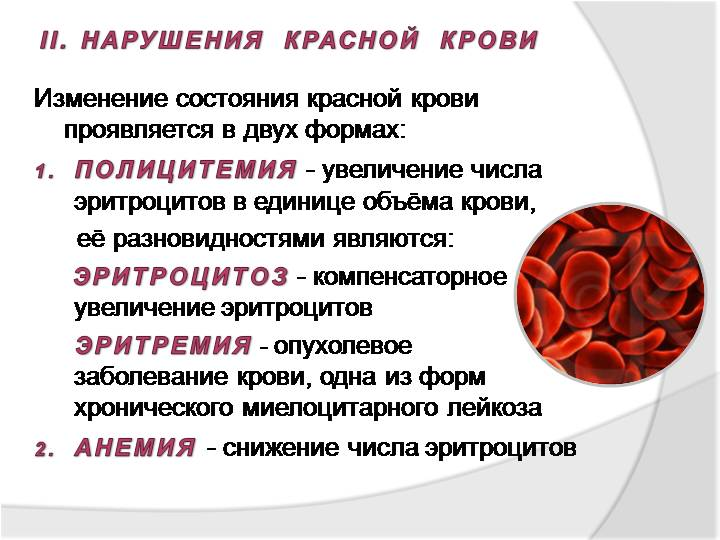 II. НАРУШЕНИЯ КРАСНОЙ КРОВИ
Изменение состояния красной крови
проявляется в двух формах:
1. ПОЛИЦИТЕМИЯ - увеличение числа
эритроцитов в единице объёма крови,
её разновидностями являются:
ЭРИТРОЦИТОЗ - компенсаторное
увеличение эритроцитов
ЭРИТРЕМИЯ - опухолевое
заболевание крови, одна из форм
хронического миелоцитарного лейкоза
2. АНЕМИЯ - снижение числа эритроцитов